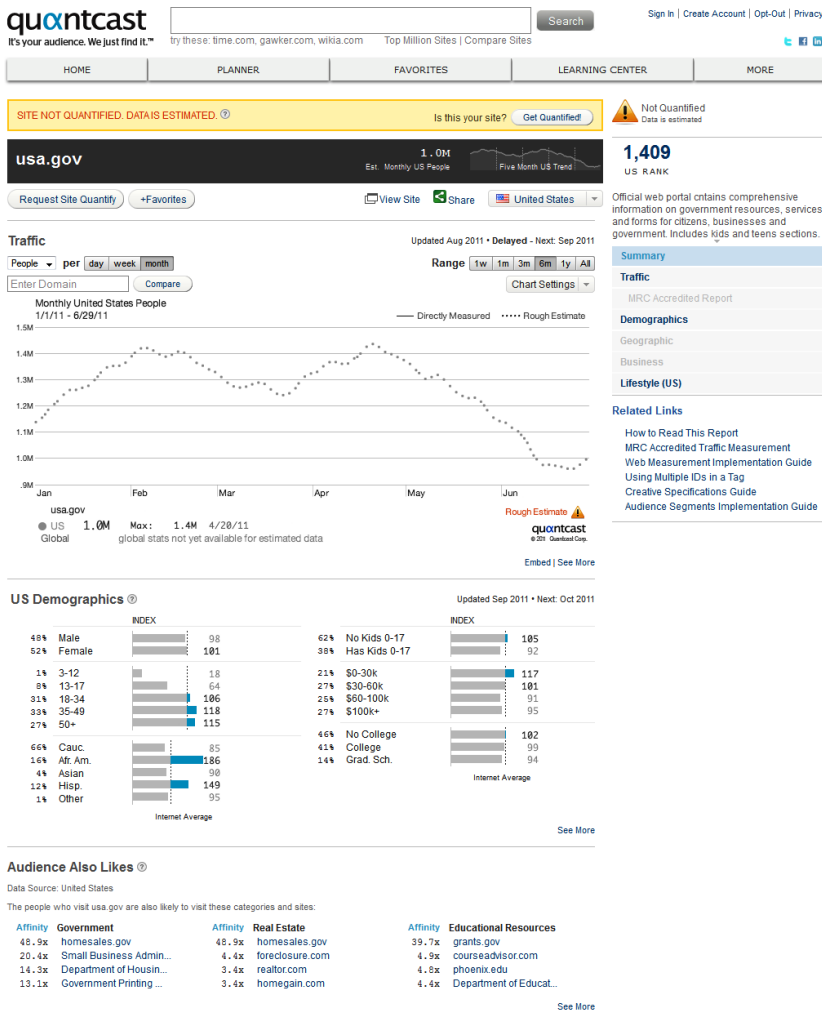 quantcast
It's your audience. We just find it.™
Search
try these: time.com, gawker.com, wikia.com Top Million Sites | Compare Sites
Sign In | Create Account | Opt-Out | Privacy
HOME PLANNER FAVORITES LEARNING CENTER MORE
SITE NOT QUANTIFIED. DATA IS ESTIMATED. ?
Is this your site? Get Quantified!
Not Quantified
Data is estimated
usa.gov
1.0M
Est. Monthly US People
Five Month US Trend
1,409
US RANK
Request Site Quantify +Favorites View Site Share United States
Official web portal cntains comprehensive
information on government resources, services
and forms for citizens, businesses and
government. Includes kids and teens sections.
Summary
Traffic
MRC Accredited Report
Demographics
Geographic
Business
Lifestyle (US)
Related Links
How to Read This Report
MRC Accredited Traffic Measurement
Web Measurement Implementation Guide
Using Multiple IDs in a Tag
Creative Specifications Guide
Audience Segments Implementation Guide
Traffic
Updated Aug 2011 • Delayed - Next: Sep 2011
People per day week month
Range 1w 1m 3m 6m 1y All
Enter Domain Compare
Chart Settings
Monthly United States People
1/1/11 - 6/29/11
Directly Measured Rough Estimate
1.5M
1.4M
1.3M
1.2M
1.1M
1.0M
.9M
Jan Feb Mar Apr May Jun
usa.gov
Rough Estimate
US 1.0M Max: 1.4M 4/20/11
Global global stats not yet available for estimated data
quantcast
© 2011 Quantcast Corp.
Embed | See More
US Demographics ?
Updated Sep 2011 • Next: Oct 2011
INDEX
48% Male 98
52% Female 101
1% 3-12 18
8% 13-17 64
31% 18-34 106
33% 35-49 118
27% 50+ 115
66% Cauc. 85
16% Afr. Am. 186
4% Asian 90
12% Hisp. 149
1% Other 95
Internet Average
INDEX
62% No Kids 0-17 105
38% Has Kids 0-17 92
21% $0-30k 117
27% $30-60k 101
25% $60-100k 91
27% $100k+ 95
46% No College 102
41% College 99
14% Grad. Sch. 94
Internet Average
See More
Audience Also Likes ?
Data Source: United States
The people who visit usa.gov are also likely to visit these categories and sites:
Affinity Government
48.9x homesales.gov
20.4x Small Business Admin...
14.3x Department of Housin...
13.1x Government Printing ...
Affinity Real Estate
48.9x homesales.gov
4.4x foreclosure.com
3.4x realtor.com
3.4x homegain.com
Affinity Educational Resources
39.7x grants.gov
4.9x courseadvisor.com
4.8x phoenix.edu
4.4x Department of Educat...
See More